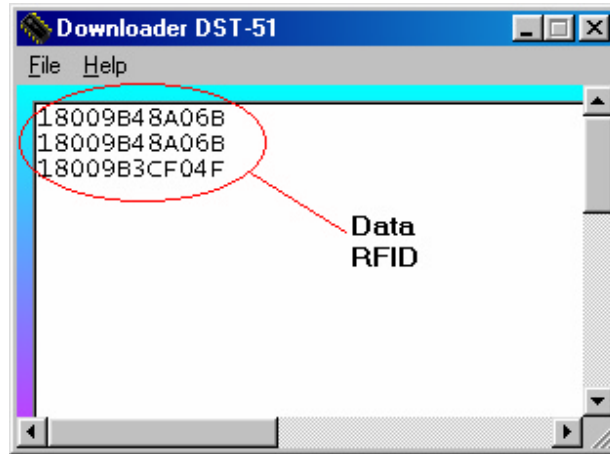 Downloader DST-51
File Help
18009B48A06B
18009B48A06B
18009B3CF04F
Data
RFID